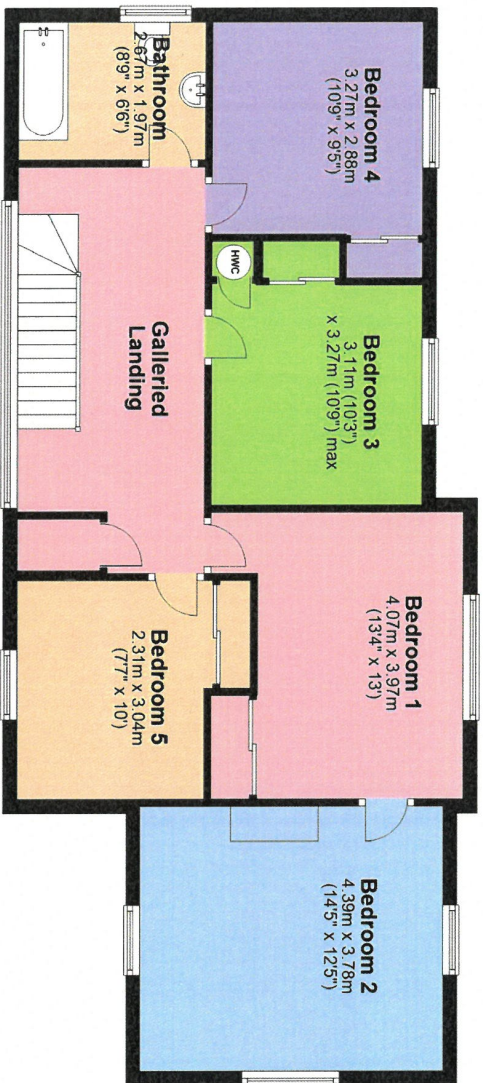 Bathroom
2.67m x 1.97m
(8'9" x 6'6")
Bedroom 4
3.27m x 2.88m
(10'9" x 9'5")
HWC
Bedroom 3
3.11m (10'3")
x 3.27m (10'9") max
Galleried
Landing
Bedroom 1
4.07m x 3.97m
(13'4" x 13')
Bedroom 5
2.31m x 3.04m
(7'7" x 10')
Bedroom 2
4.39m x 3.78m
(14'5" x 12'5")